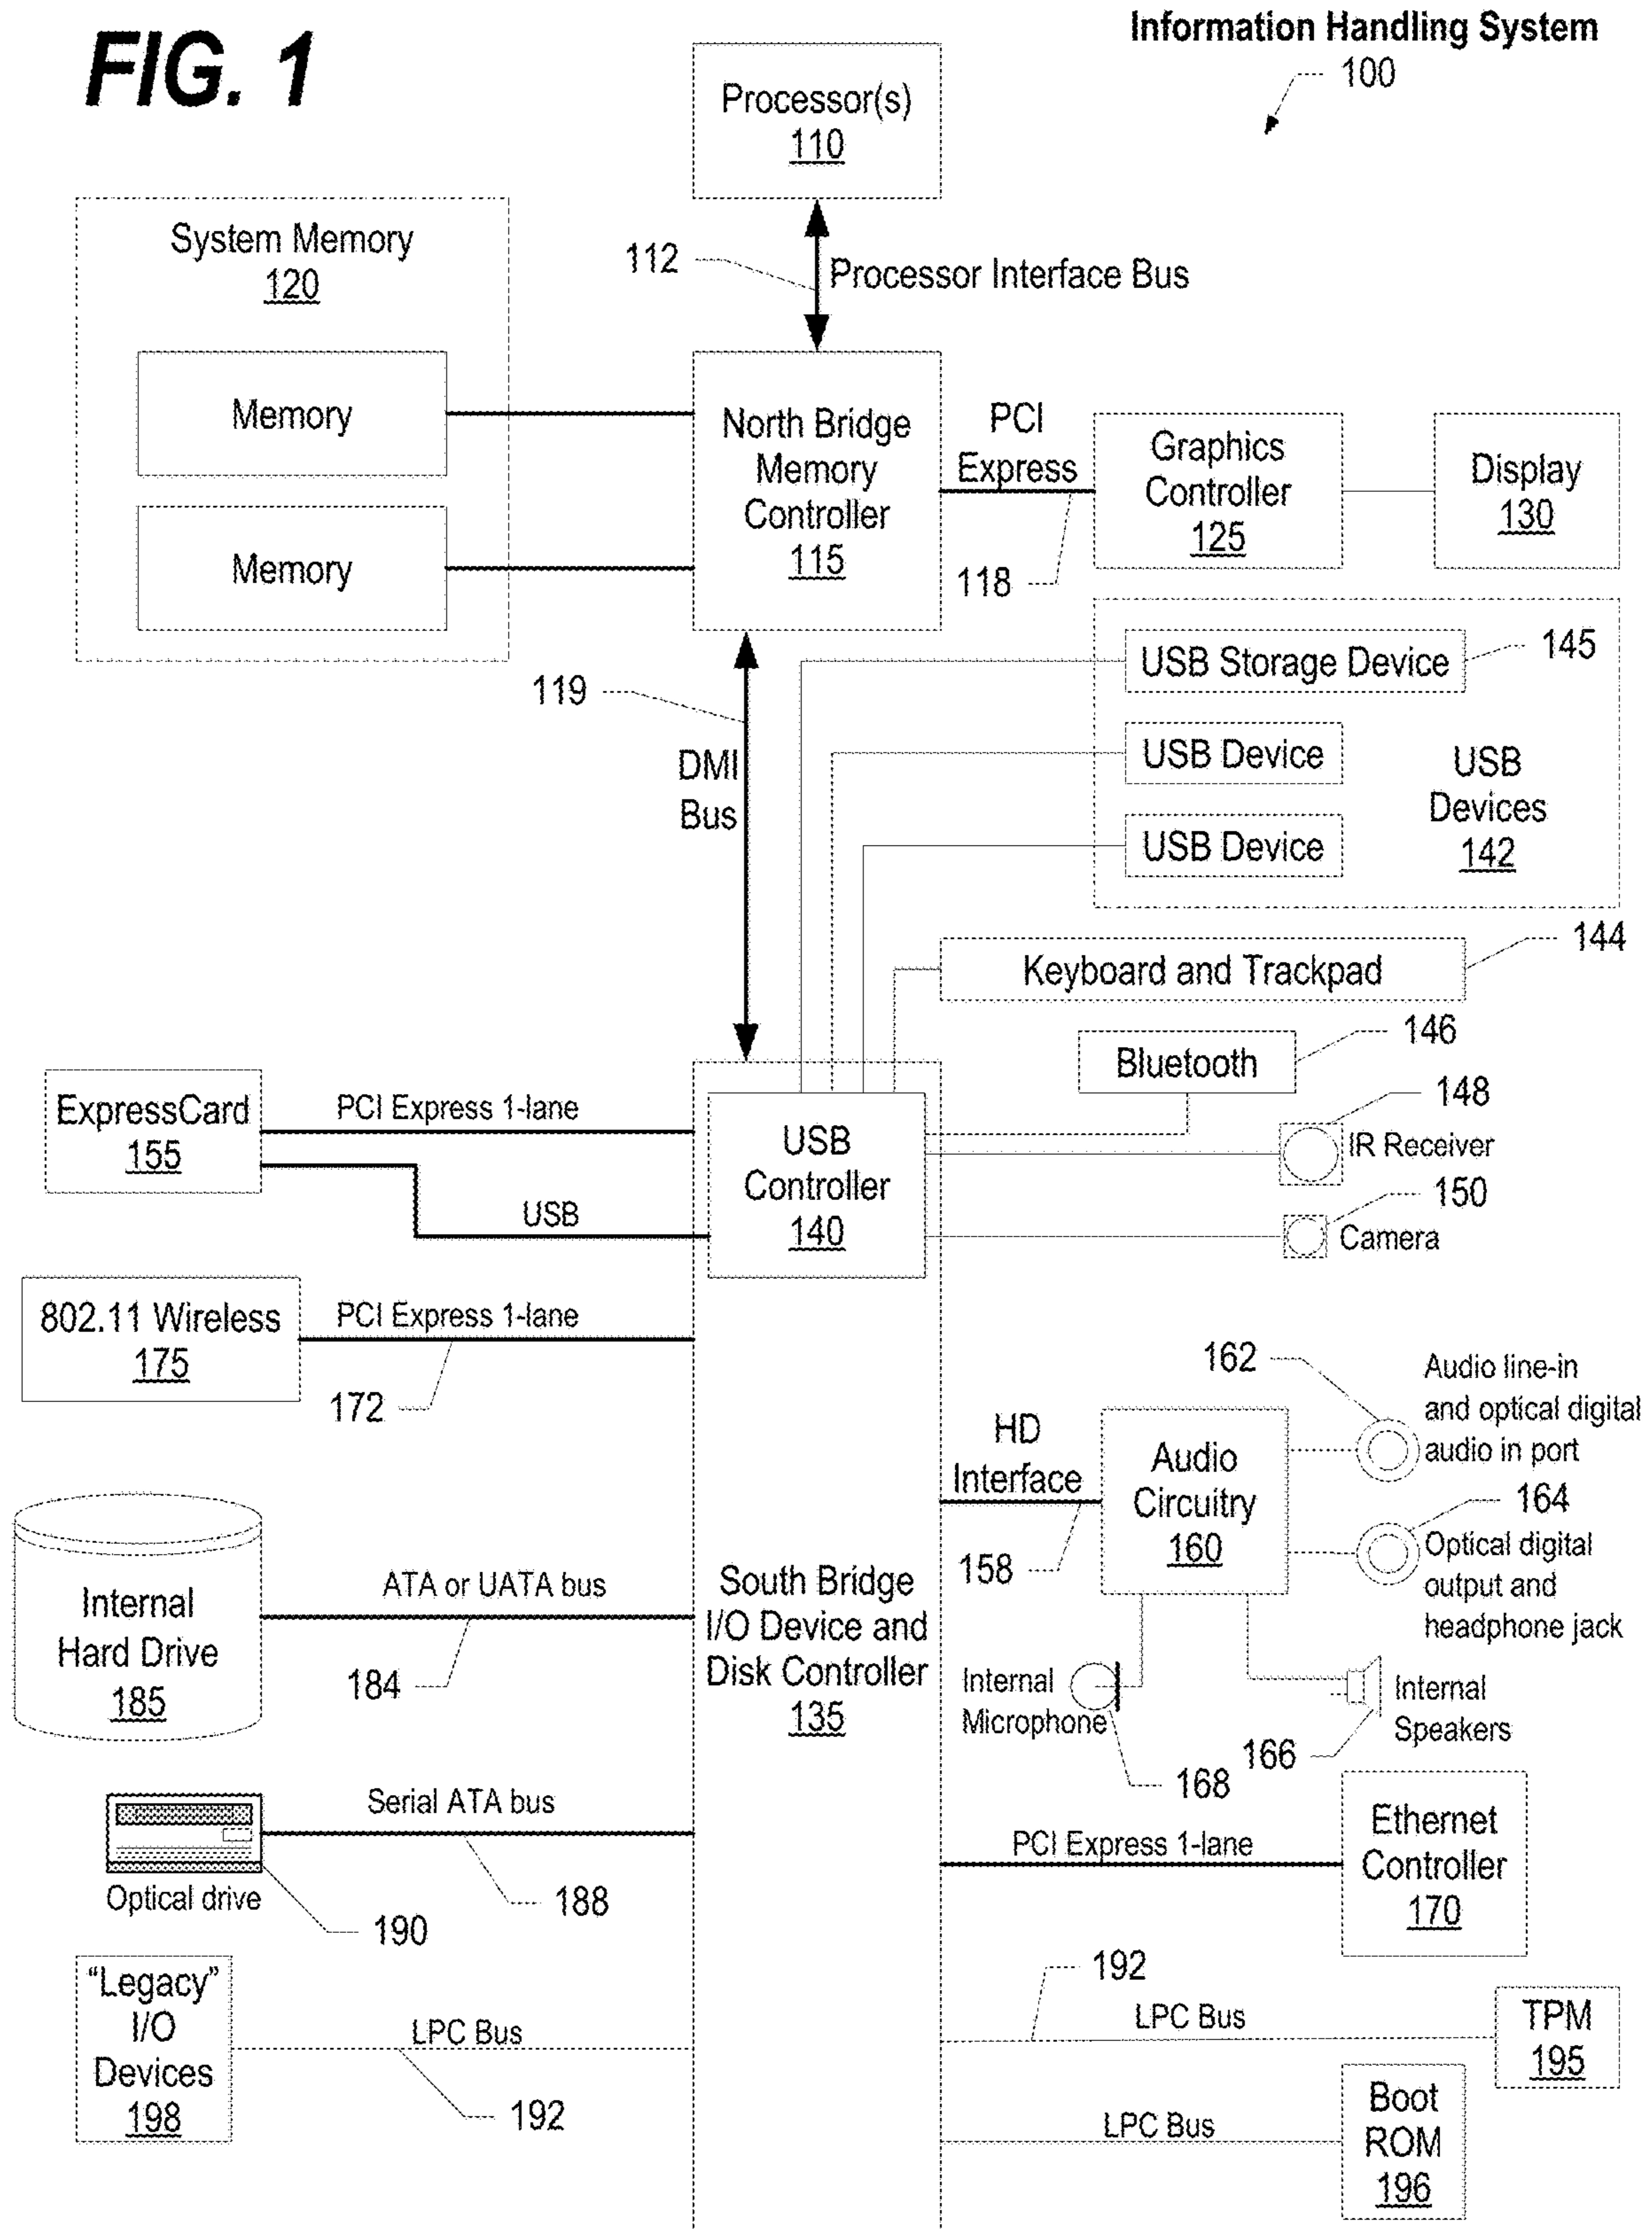 FIG. 1
Information Handling System
100
Processor(s)
110
System Memory
120
112
Processor Interface Bus
Memory
Memory
North Bridge
Memory
Controller
115
PCI
Express
118
Graphics
Controller
125
Display
130
119
DMI
Bus
USB Storage Device
145
USB Device
USB Device
USB
Devices
142
Keyboard and Trackpad
144
Bluetooth
146
148
IR Receiver
150
Camera
ExpressCard
155
PCI Express 1-lane
USB
USB
Controller
140
802.11 Wireless
175
PCI Express 1-lane
172
162
Audio line-in
and optical digital
audio in port
HD
Interface
158
Audio
Circuitry
160
164
Optical digital
output and
headphone jack
Internal
Hard Drive
185
ATA or UATA bus
184
South Bridge
I/O Device and
Disk Controller
135
Internal
Microphone
168
166
Internal
Speakers
Serial ATA bus
188
Optical drive
190
PCI Express 1-lane
Ethernet
Controller
170
"Legacy"
I/O
Devices
198
LPC Bus
192
192
LPC Bus
TPM
195
LPC Bus
Boot
ROM
196